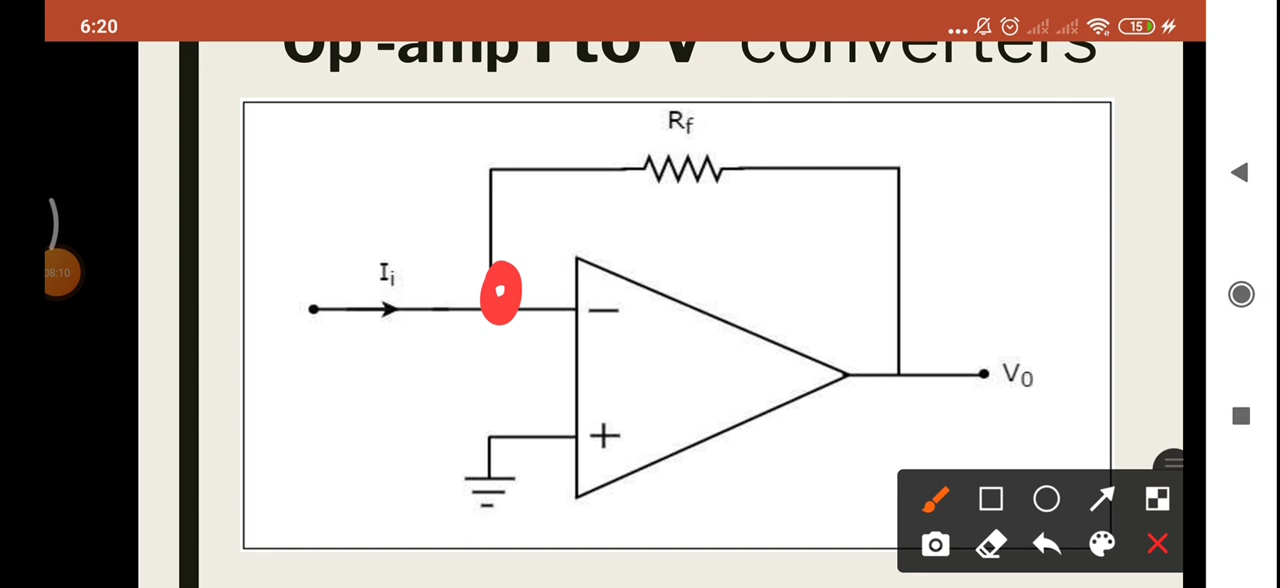 6:20
15
Op-amp I to V converters
Rf
08:10
Ii
−
V0
+